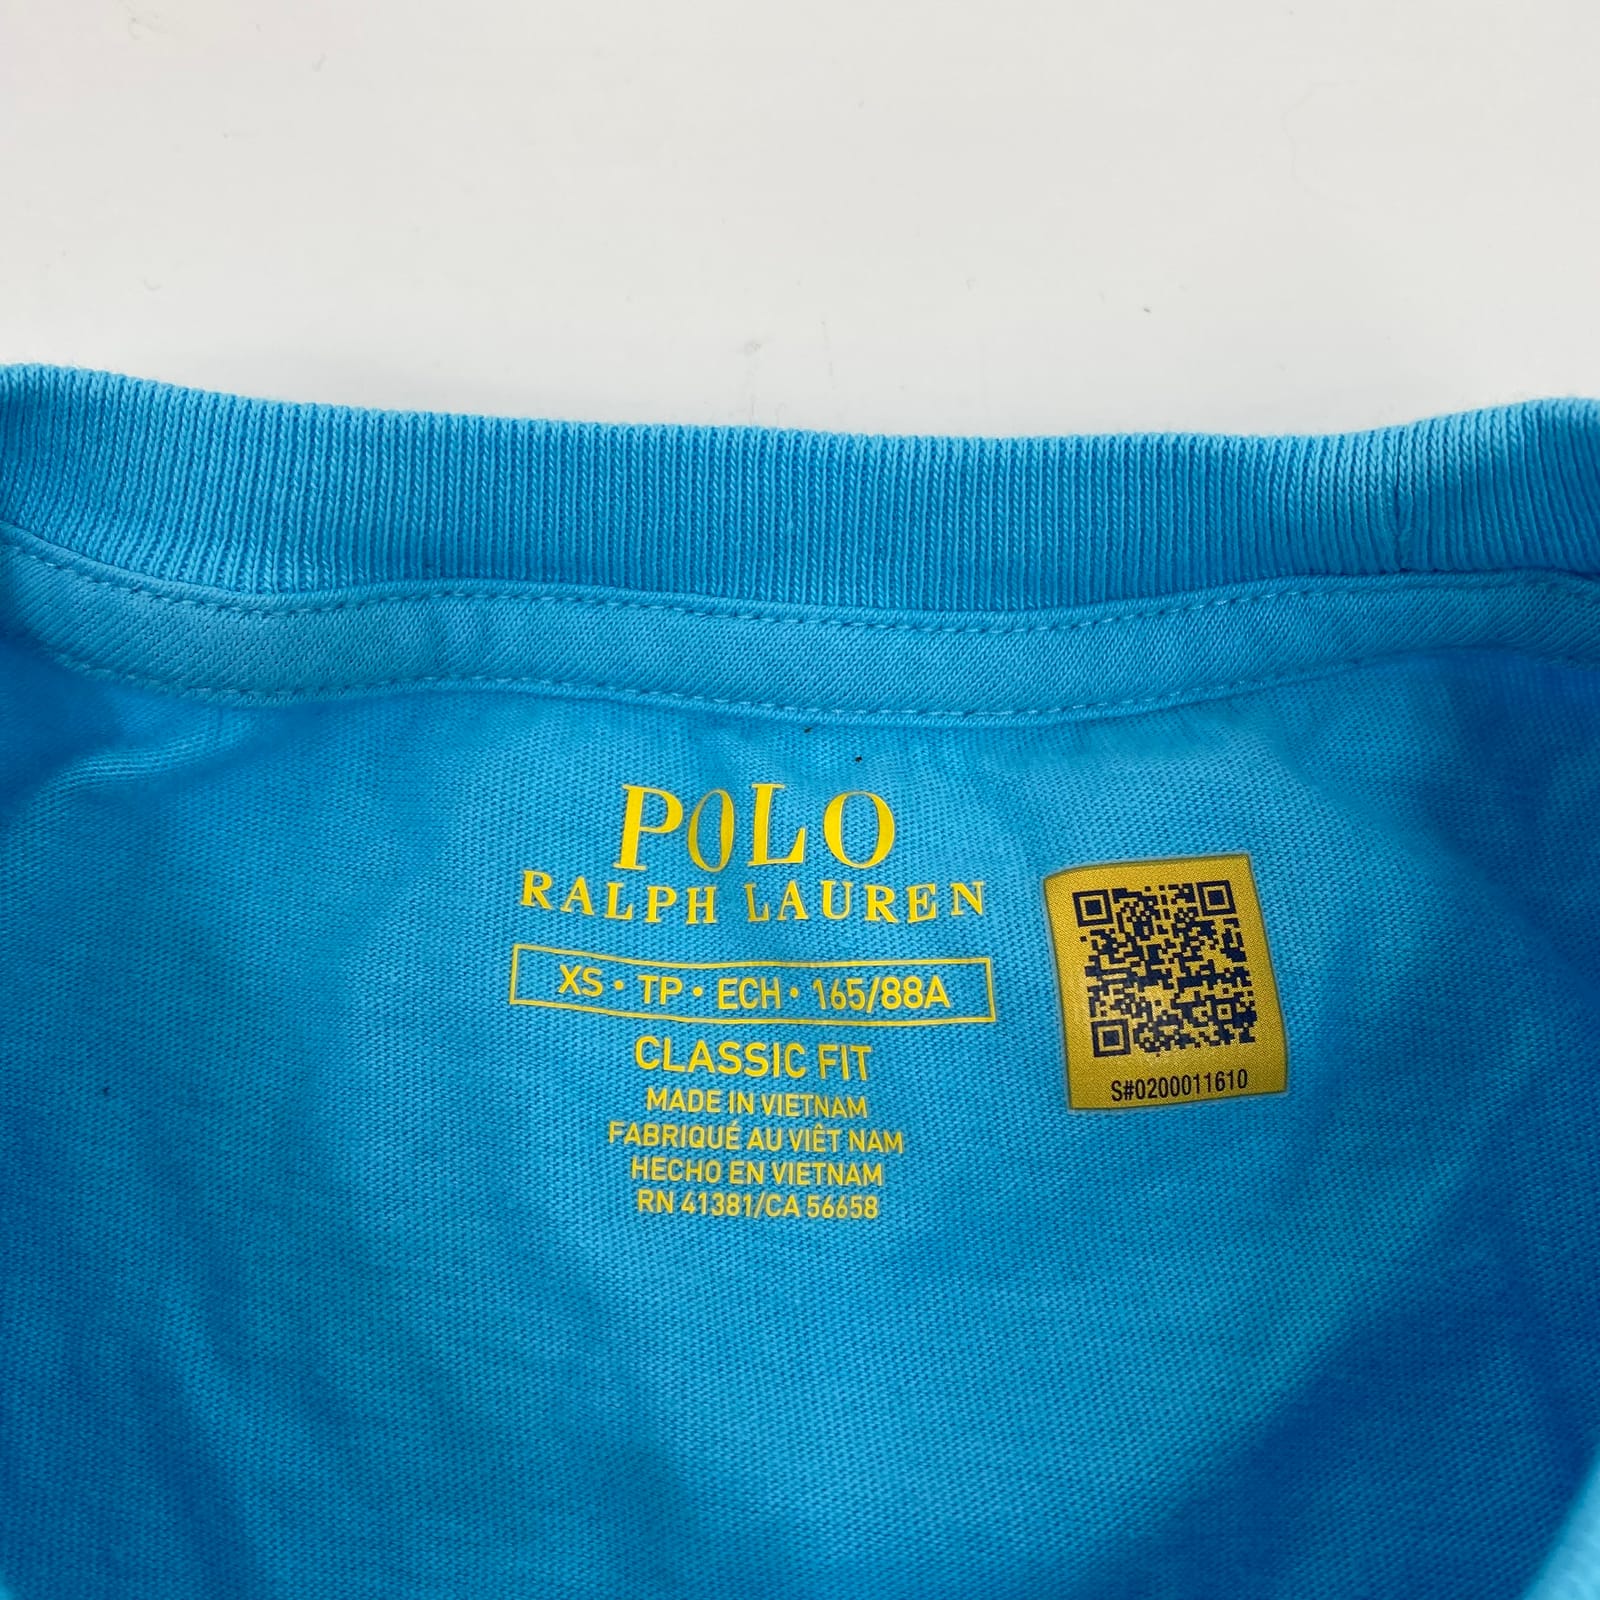 POLO
RALPH LAUREN
XS • TP • ECH • 165/88A
CLASSIC FIT
MADE IN VIETNAM
FABRIQUÉ AU VIÊT NAM
HECHO EN VIETNAM
RN 41381/CA 56658
S#0200011610